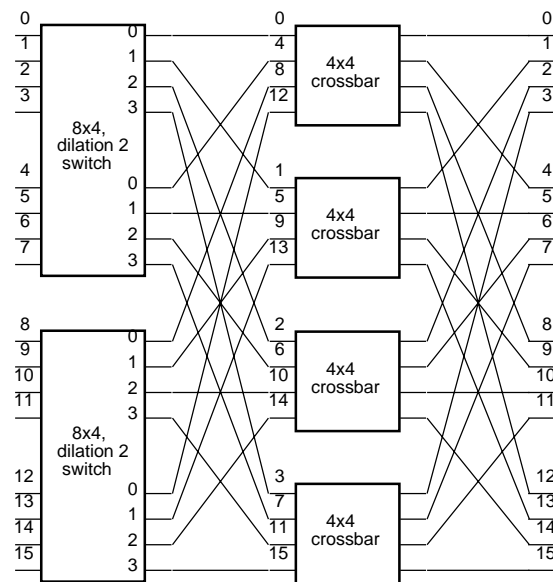 0 0 0 0
1 1 4 1
2 2 8 2
3 3 12 3
4x4
crossbar
8x4,
dilation 2
switch
4 0 1 4
5 1 5 5
6 2 9 6
7 3 13 7
4x4
crossbar
8 0 2 8
9 1 6 9
10 2 10 10
11 3 14 11
4x4
crossbar
8x4,
dilation 2
switch
12 0 3 12
13 1 7 13
14 2 11 14
15 3 15 15
4x4
crossbar